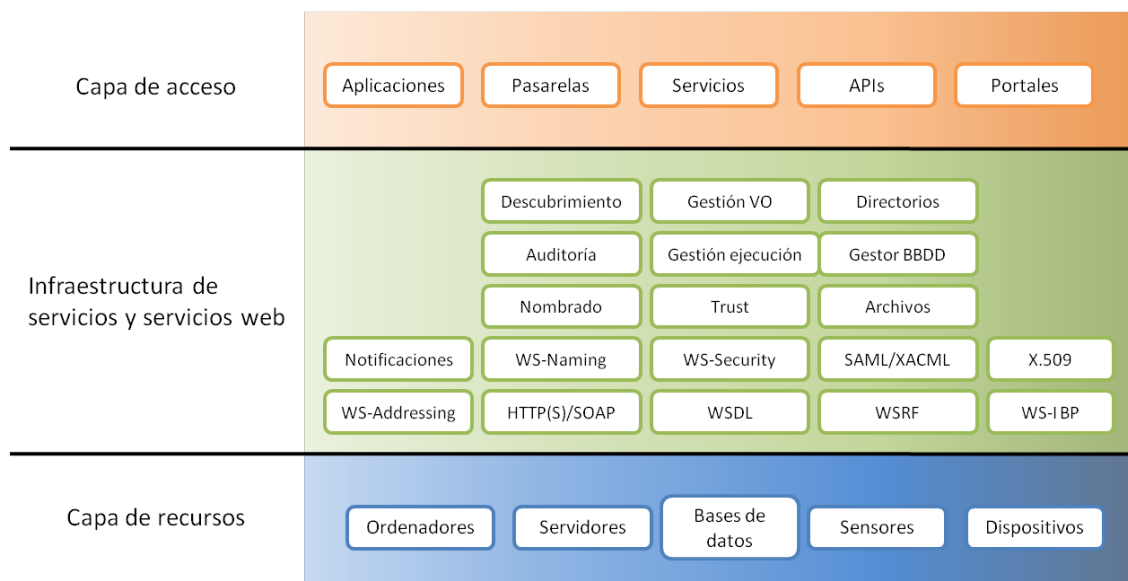 Capa de acceso
Aplicaciones
Pasarelas
Servicios
APIs
Portales
Infraestructura de
servicios y servicios web
Descubrimiento
Gestión VO
Directorios
Auditoría
Gestión ejecución
Gestor BBDD
Nombrado
Trust
Archivos
Notificaciones
WS-Naming
WS-Security
SAML/XACML
X.509
WS-Addressing
HTTP(S)/SOAP
WSDL
WSRF
WS-I BP
Capa de recursos
Ordenadores
Servidores
Bases de
datos
Sensores
Dispositivos